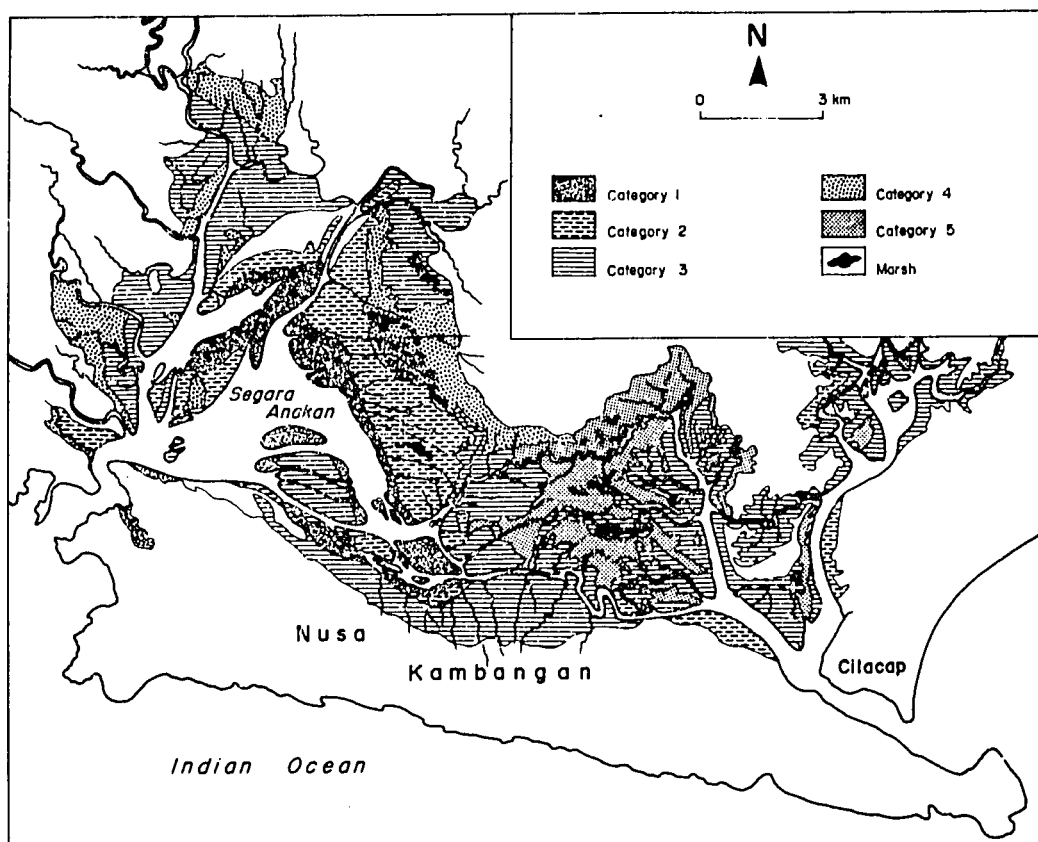 N
0 3 km
Category 1
Category 2
Category 3
Category 4
Category 5
Marsh
Segara
Anakan
Nusa
Kambangan
Cilacap
Indian Ocean